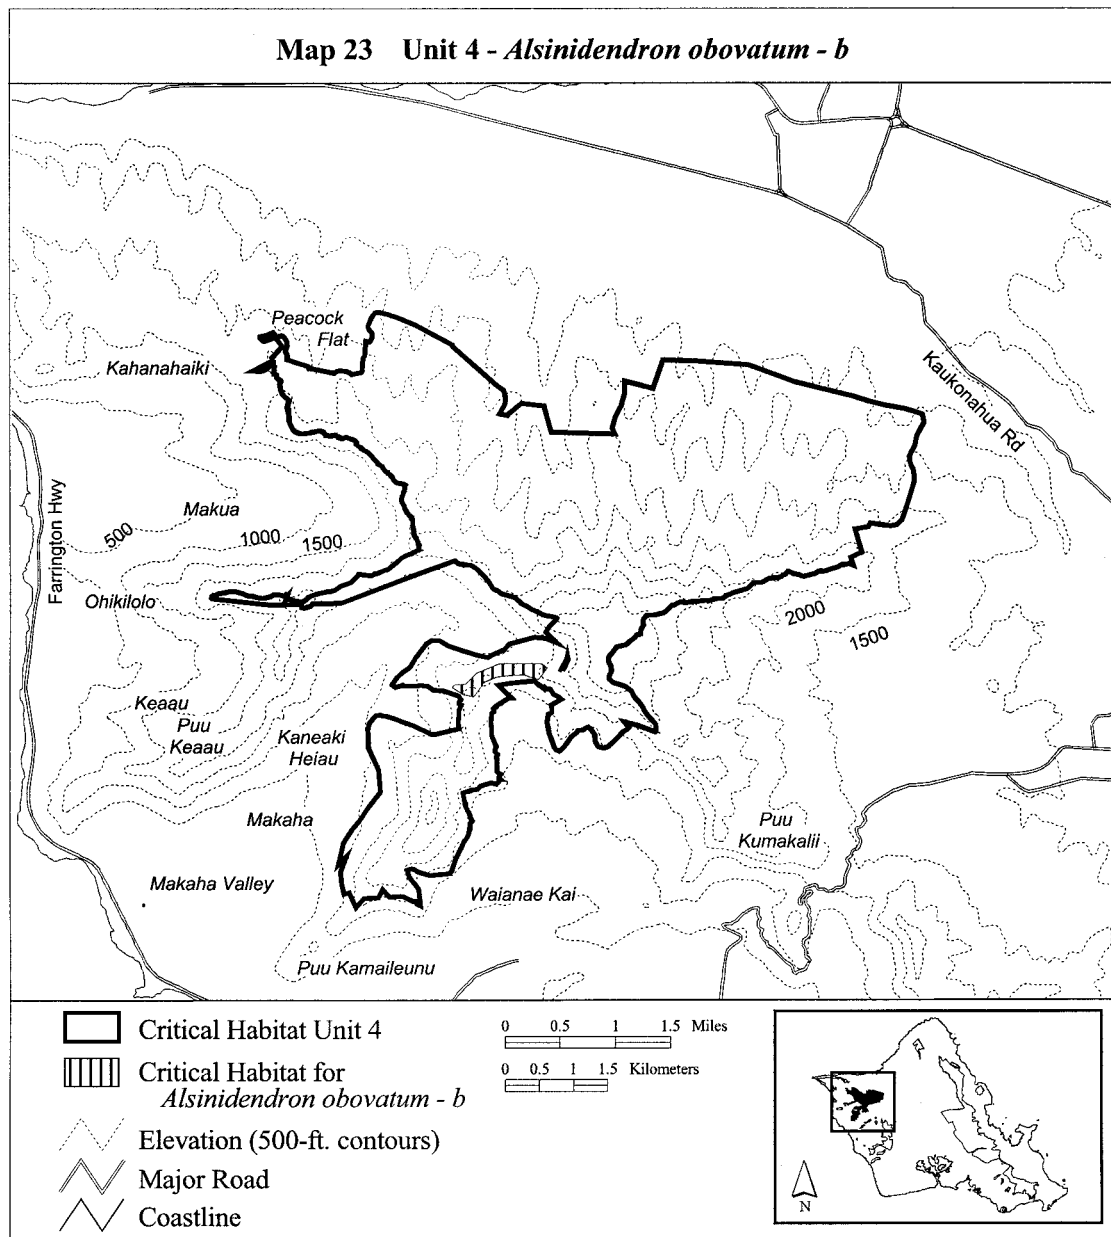 Map 23 Unit 4 - Alsinidendron obovatum - b
Peacock
Flat
Kahanahaiki
Kaukonahua Rd
Farrington Hwy
Makua
500
1000
1500
Ohikilolo
2000
1500
Keaau
Puu
Keaau
Kaneaki
Heiau
Makaha
Puu
Kumakalii
Makaha Valley
Waianae Kai
Puu Kamaileunu
Critical Habitat Unit 4
Critical Habitat for
Alsinidendron obovatum - b
Elevation (500-ft. contours)
Major Road
Coastline
0 0.5 1 1.5 Miles
0 0.5 1 1.5 Kilometers
N